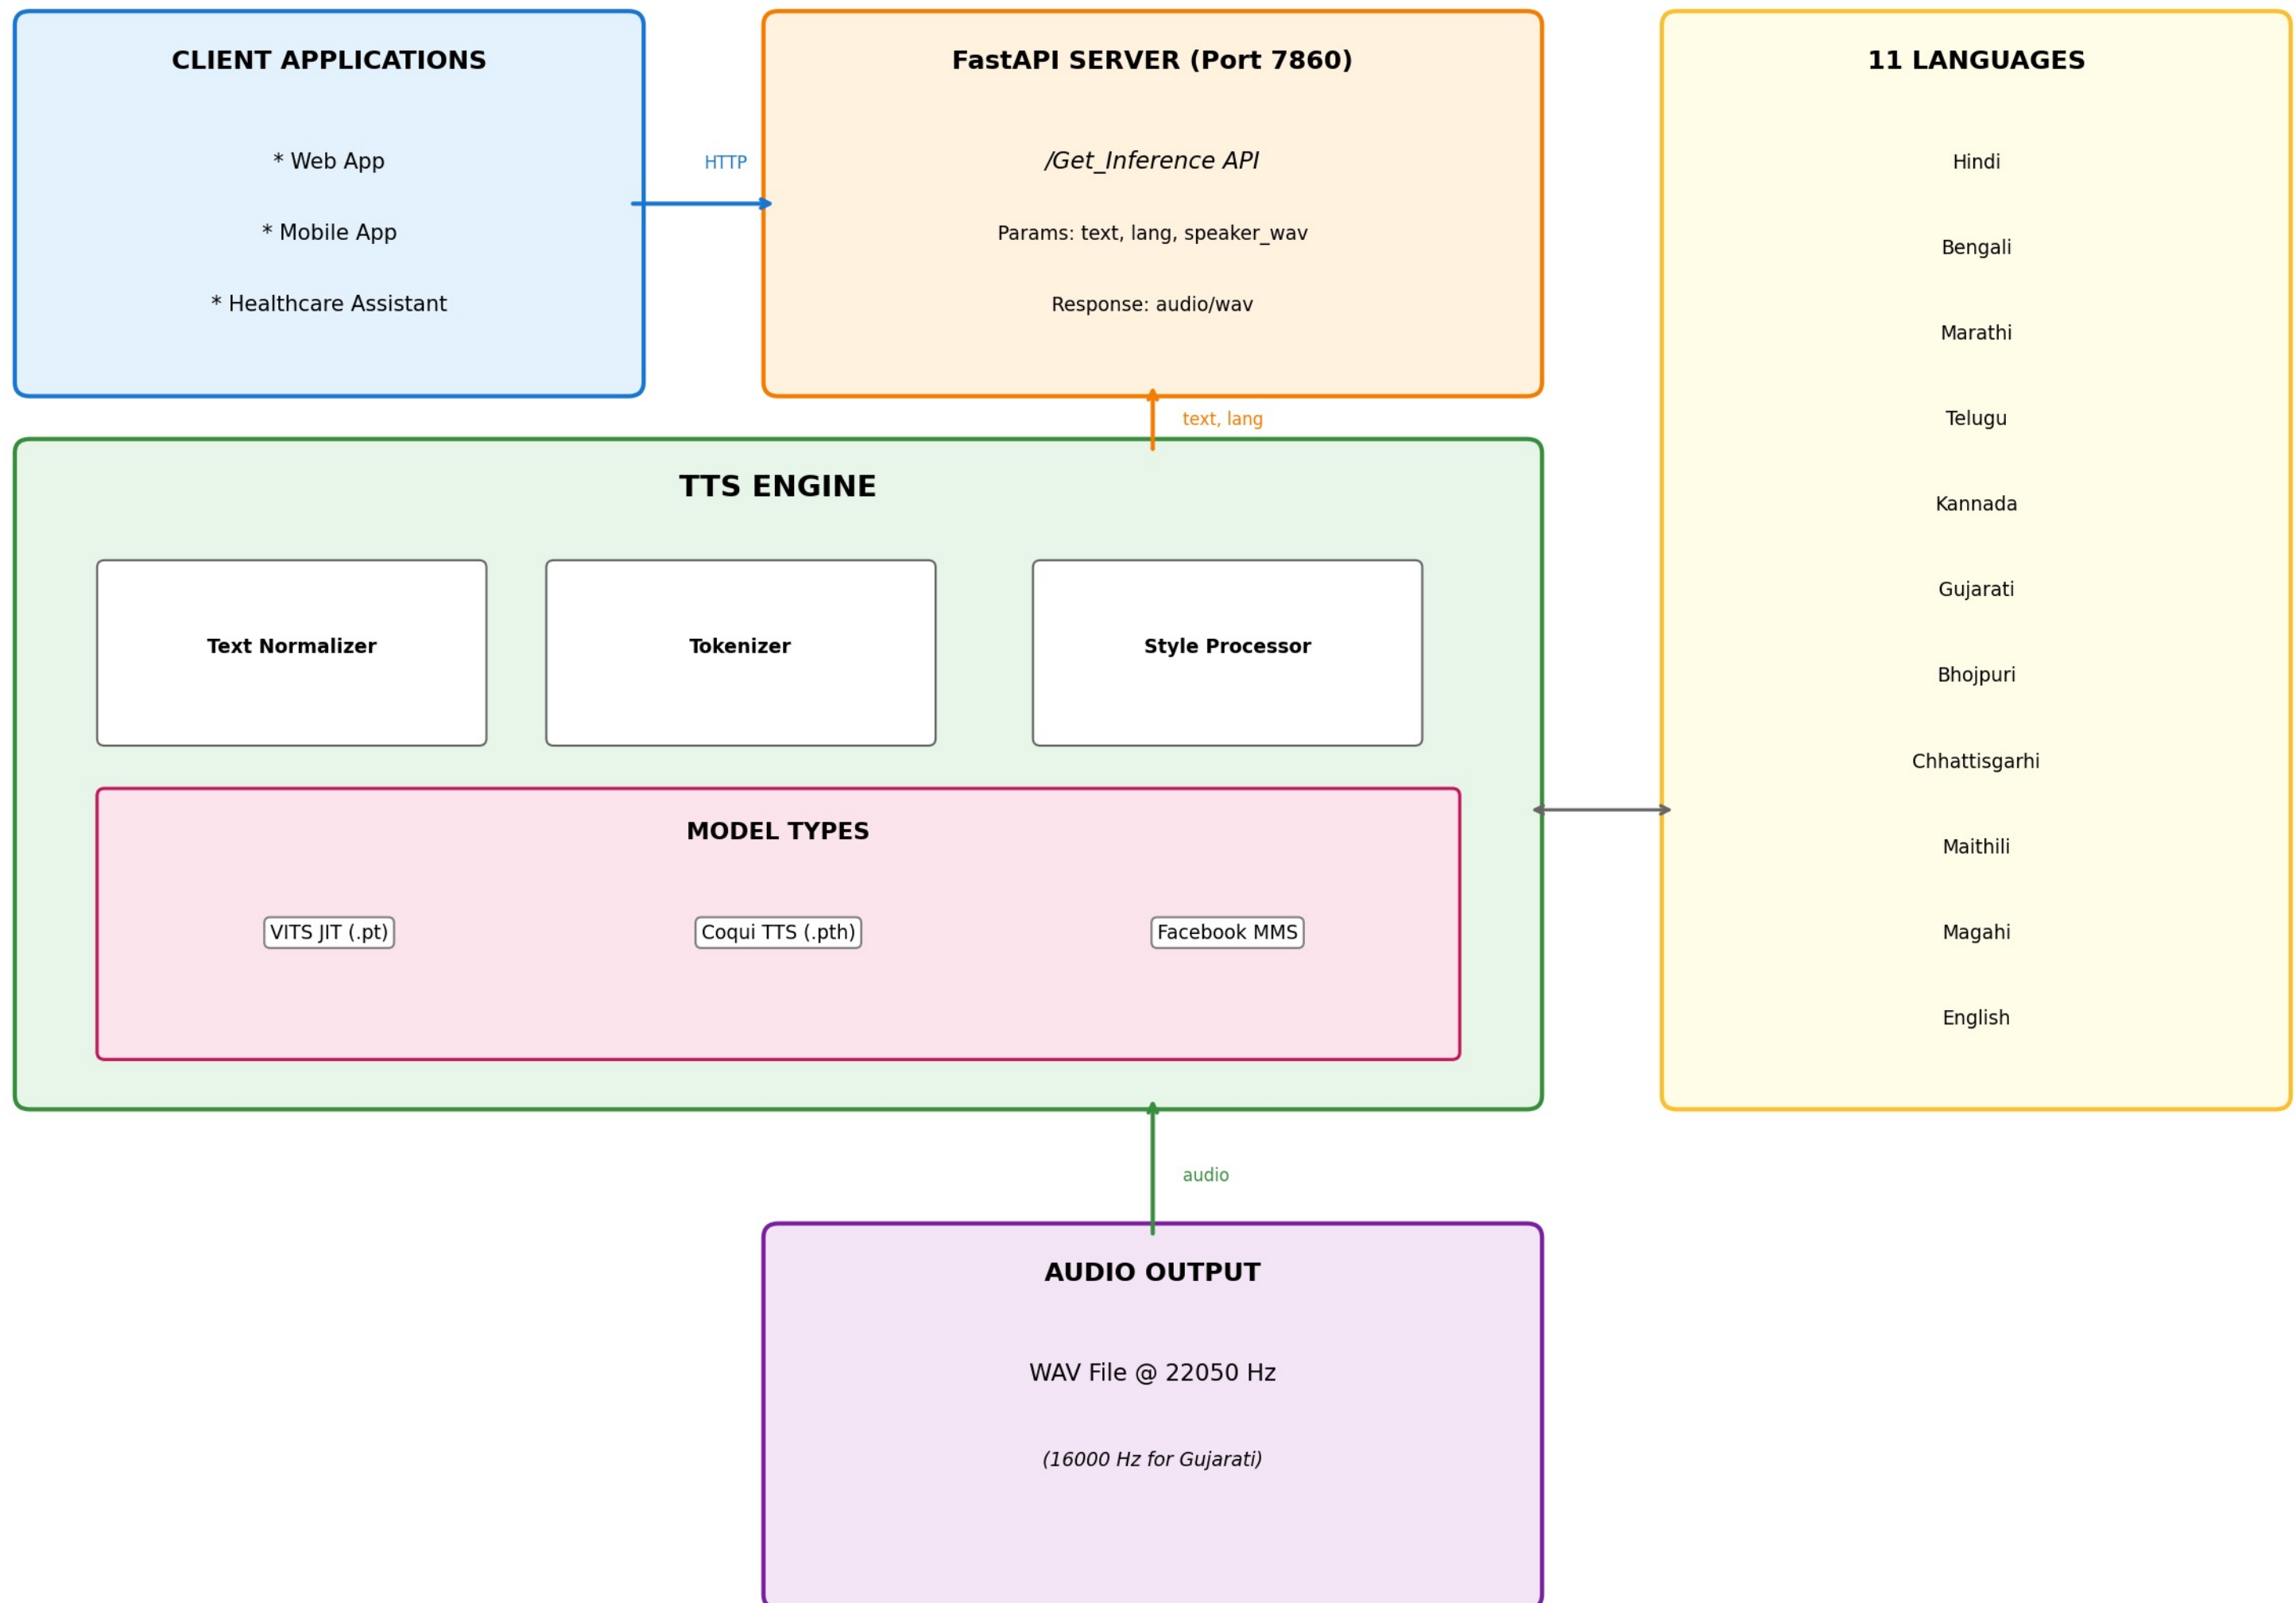 CLIENT APPLICATIONS
* Web App
* Mobile App
* Healthcare Assistant
HTTP
FastAPI SERVER (Port 7860)
/Get_Inference API
Params: text, lang, speaker_wav
Response: audio/wav
text, lang
TTS ENGINE
Text Normalizer
Tokenizer
Style Processor
MODEL TYPES
VITS JIT (.pt)
Coqui TTS (.pth)
Facebook MMS
audio
AUDIO OUTPUT
WAV File @ 22050 Hz
(16000 Hz for Gujarati)
11 LANGUAGES
Hindi
Bengali
Marathi
Telugu
Kannada
Gujarati
Bhojpuri
Chhattisgarhi
Maithili
Magahi
English